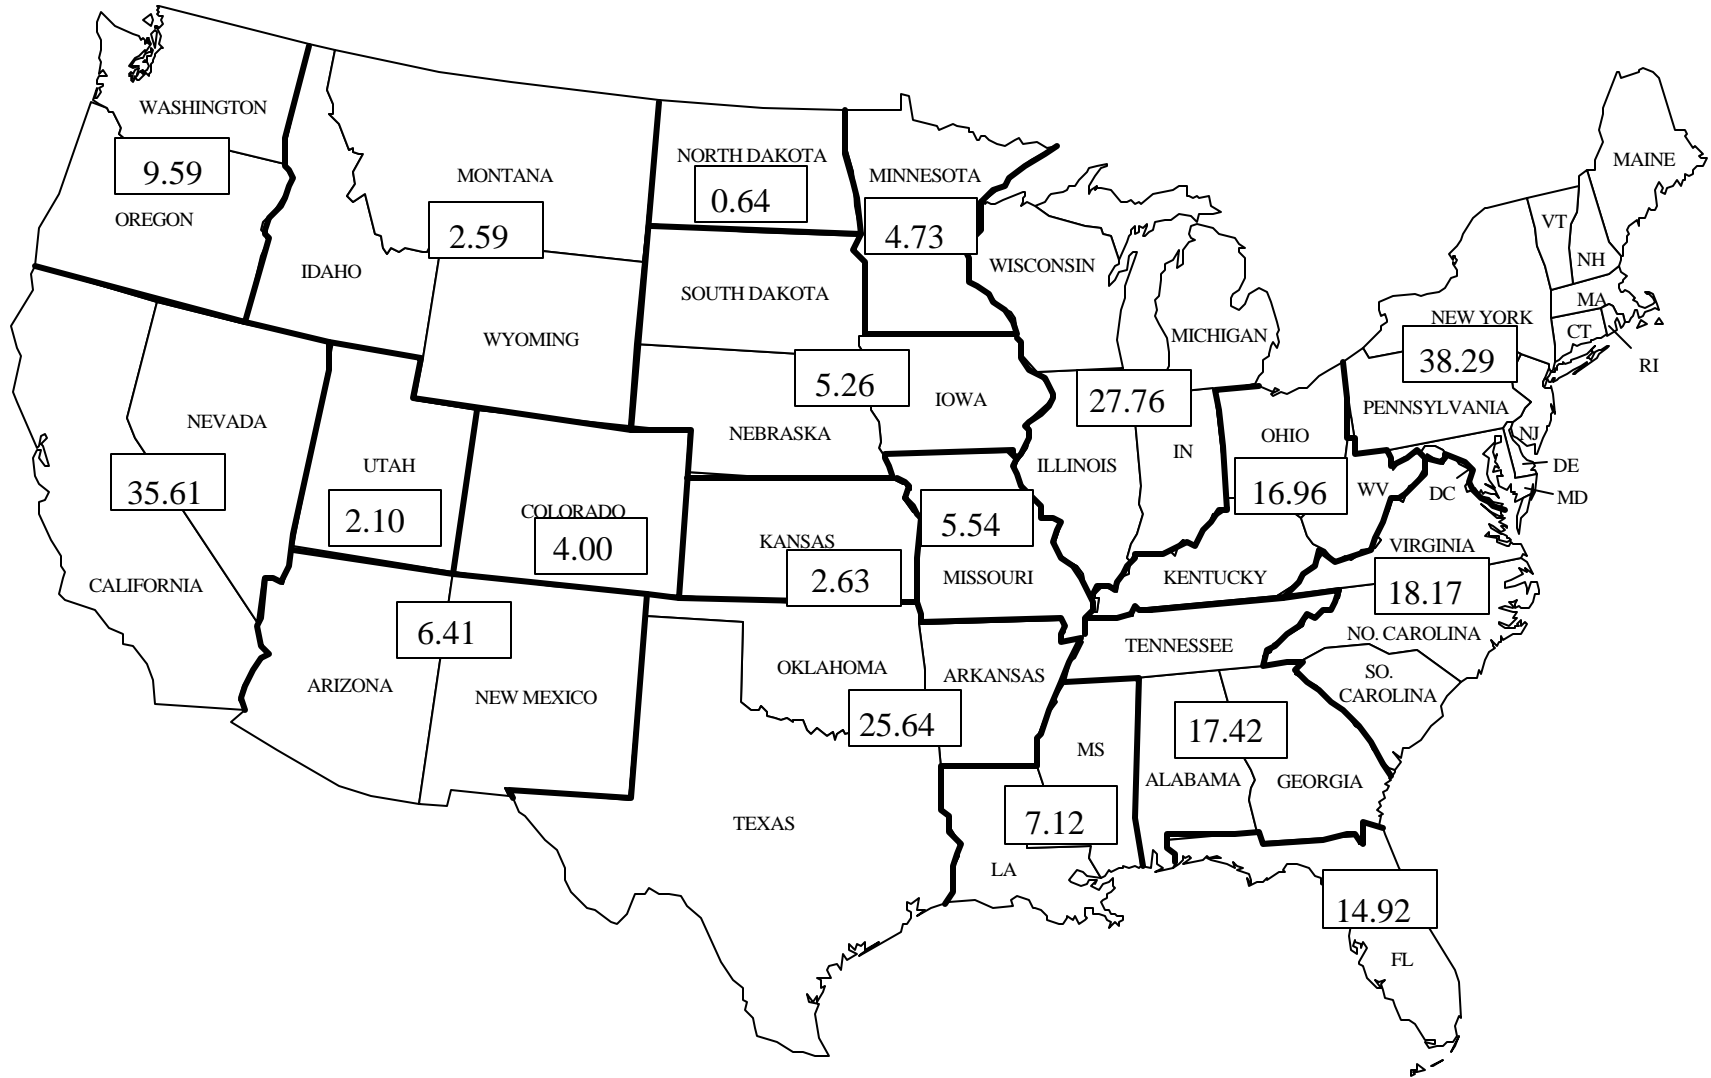 WASHINGTON
9.59
OREGON
MONTANA
2.59
IDAHO
WYOMING
NORTH DAKOTA
0.64
MINNESOTA
4.73
SOUTH DAKOTA
WISCONSIN
MICHIGAN
MAINE
VT
NH
MA
NEW YORK
CT
RI
38.29
PENNSYLVANIA
NJ
DE
MD
5.26
IOWA
NEBRASKA
27.76
ILLINOIS
IN
OHIO
16.96
WV
DC
NEVADA
35.61
CALIFORNIA
UTAH
2.10
COLORADO
4.00
KANSAS
2.63
5.54
MISSOURI
KENTUCKY
VIRGINIA
18.17
NO. CAROLINA
TENNESSEE
SO.
CAROLINA
6.41
ARIZONA
NEW MEXICO
OKLAHOMA
ARKANSAS
25.64
TEXAS
MS
7.12
LA
17.42
ALABAMA
GEORGIA
14.92
FL